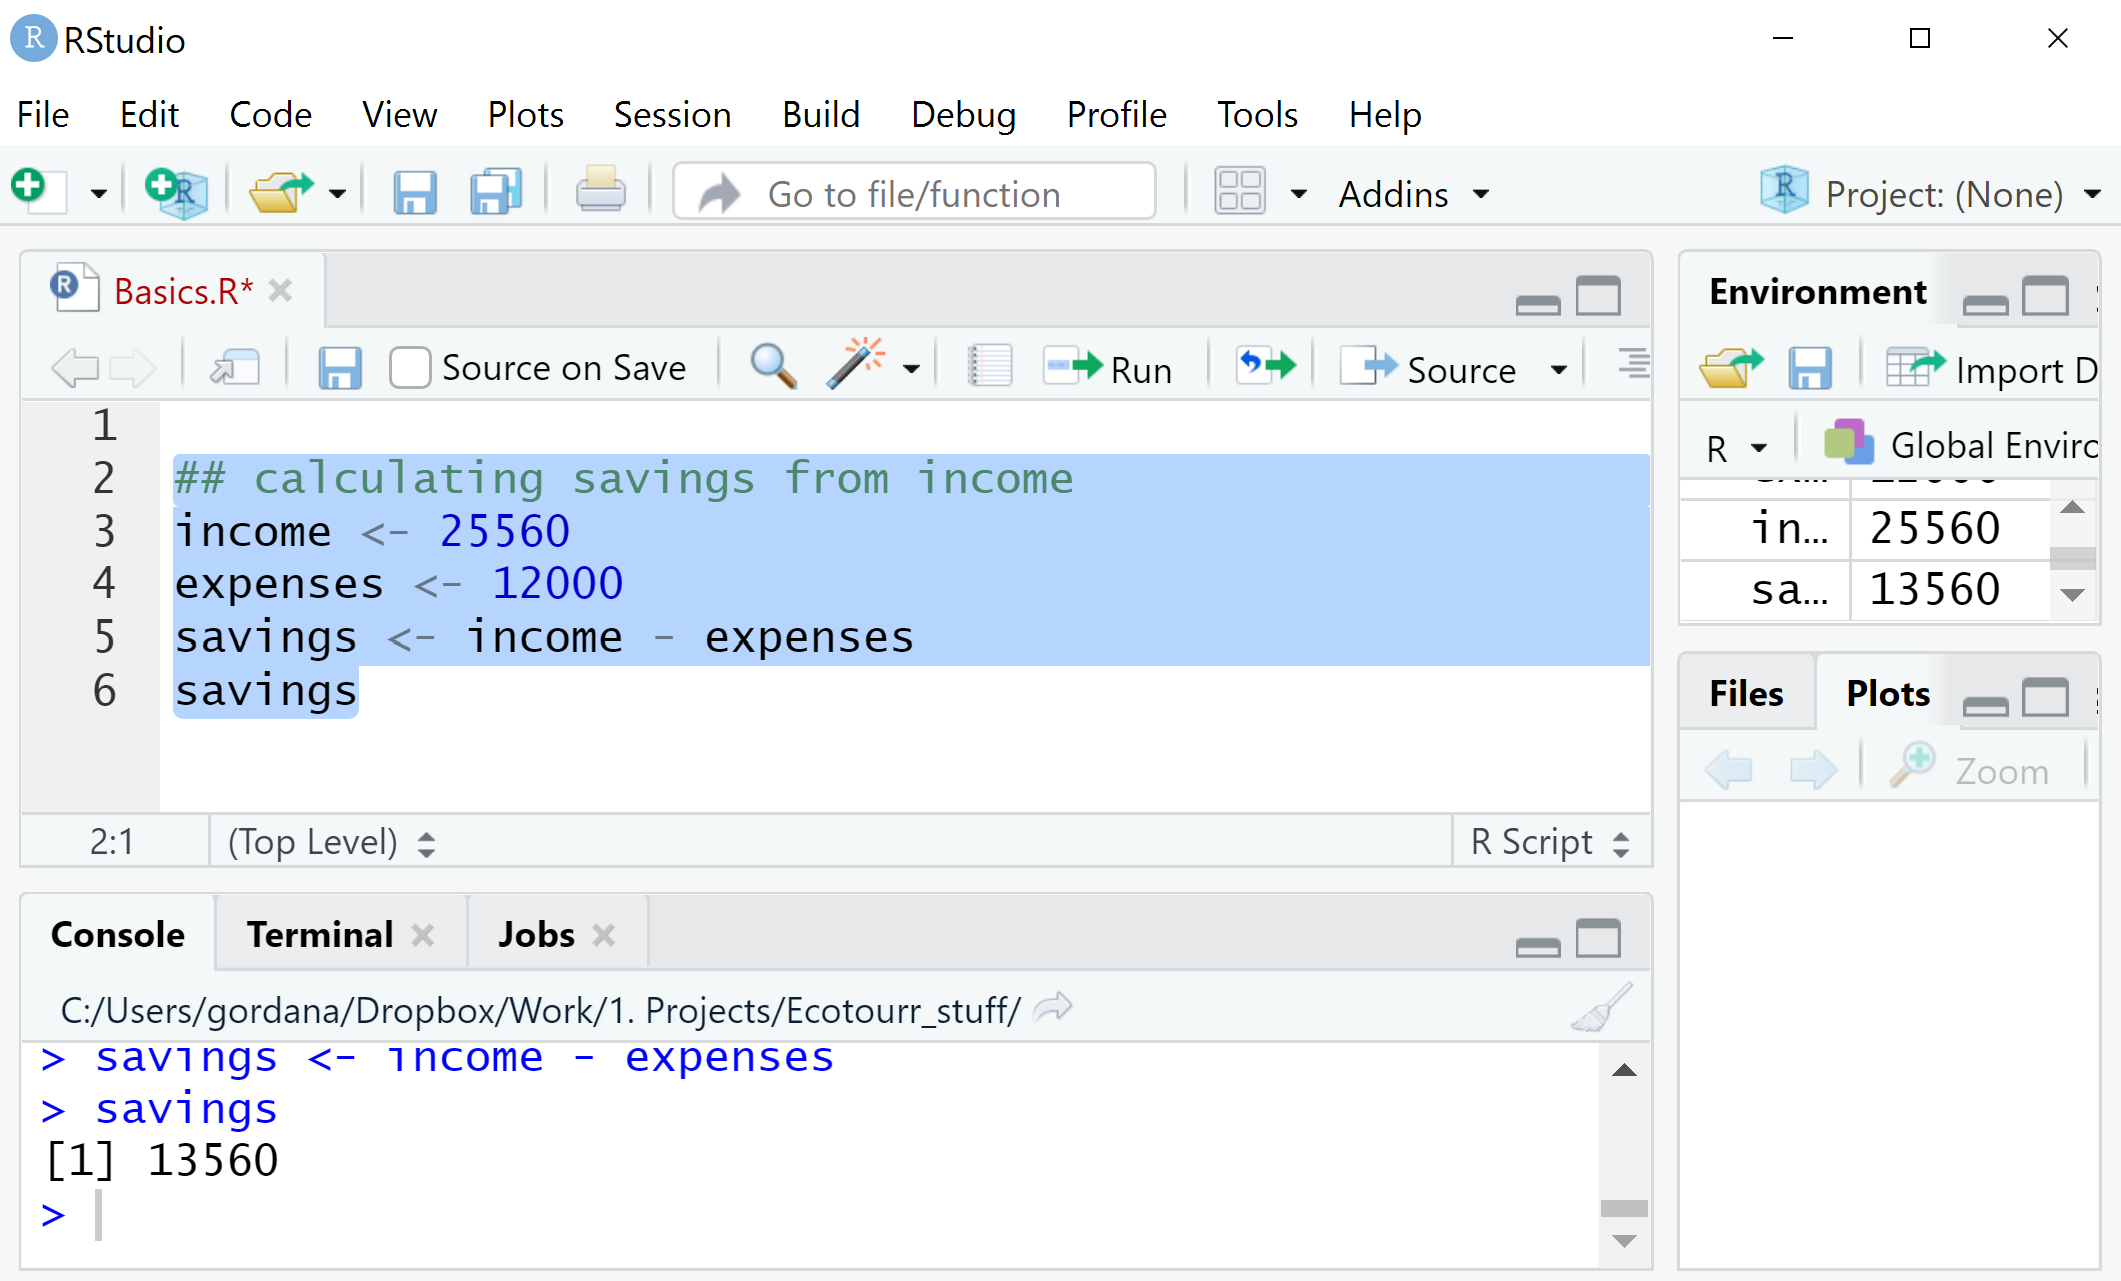 R RStudio
File Edit Code View Plots Session Build Debug Profile Tools Help
Go to file/function Addins Project: (None)
Basics.R*
Source on Save Run Source
1
2 ## calculating savings from income
3 income <- 25560
4 expenses <- 12000
5 savings <- income - expenses
6 savings
2:1 (Top Level) R Script
Console Terminal Jobs
C:/Users/gordana/Dropbox/Work/1. Projects/Ecotourr_stuff/
> savings <- income - expenses
> savings
[1] 13560
>
Environment
Import D
R Global Enviro
in... 25560
sa... 13560
Files Plots
Zoom